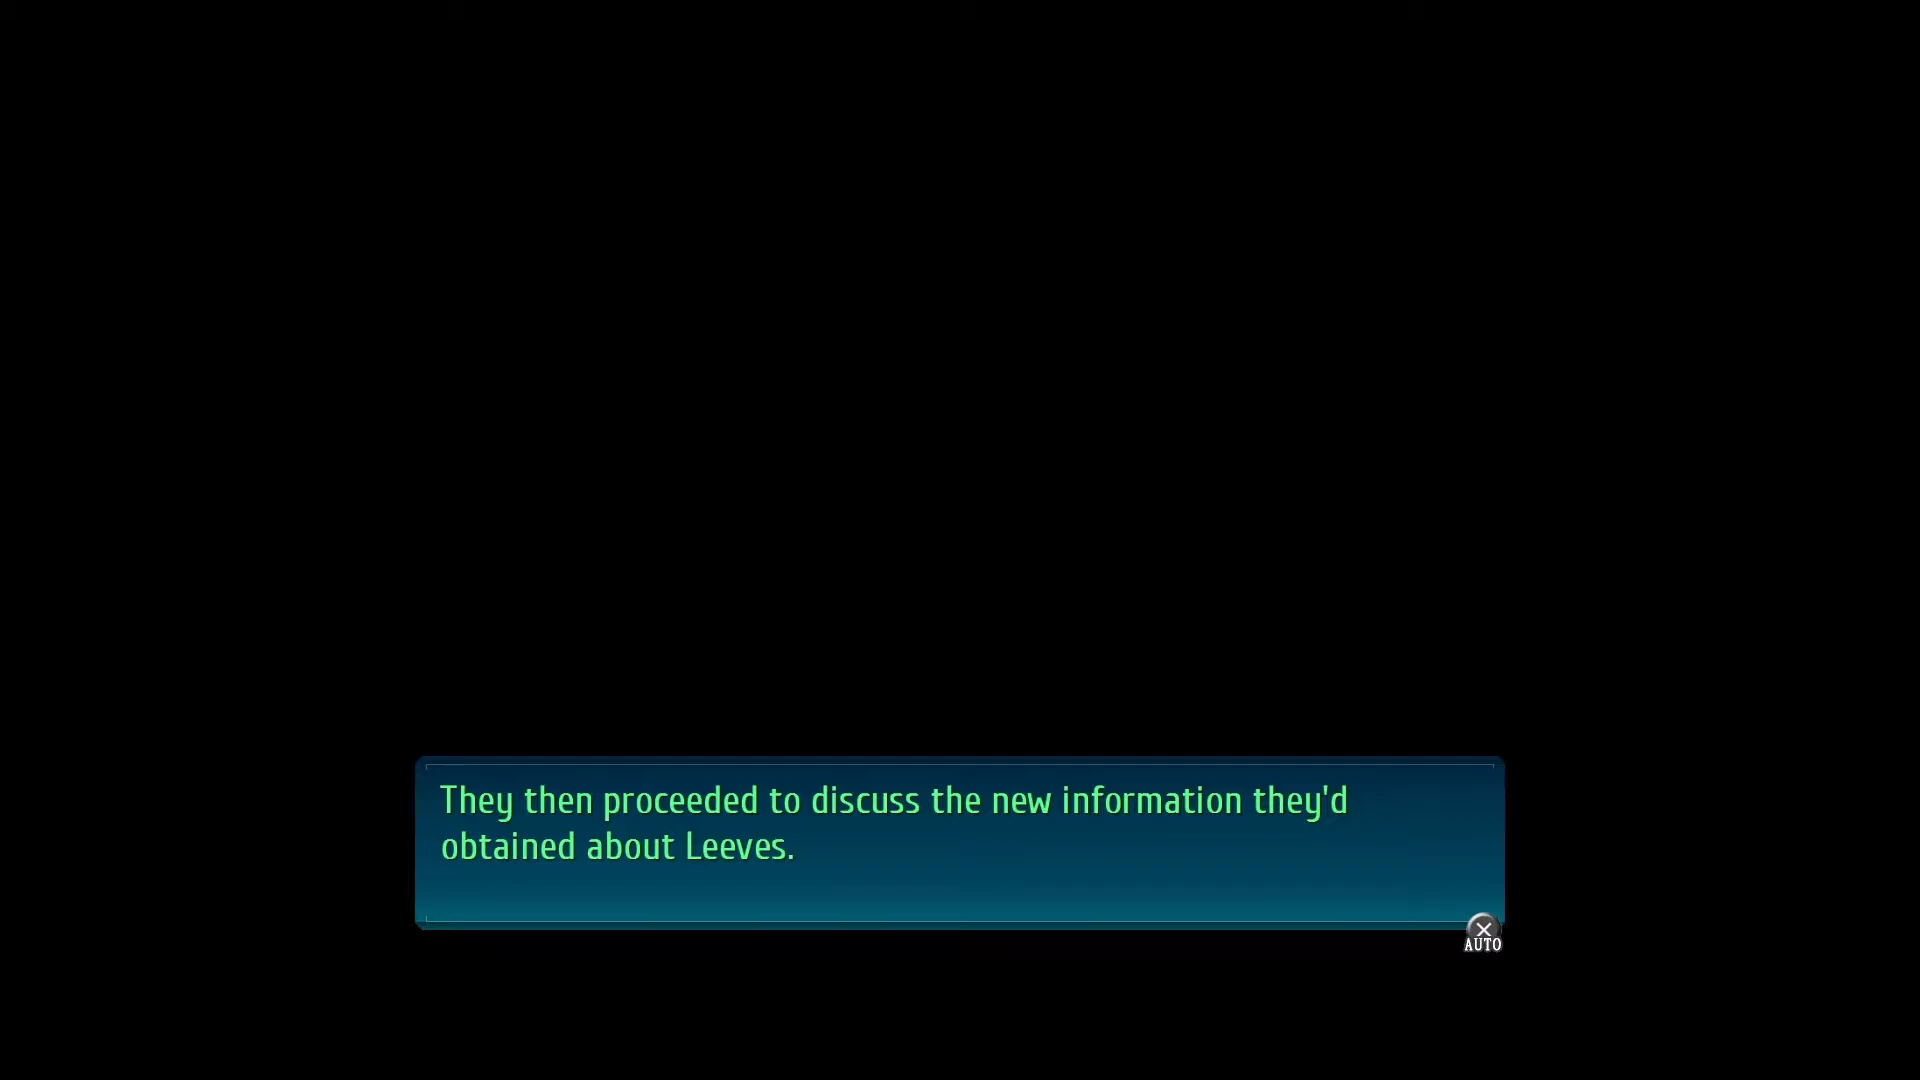 They then proceeded to discuss the new information they'd
obtained about Leeves.
AUTO